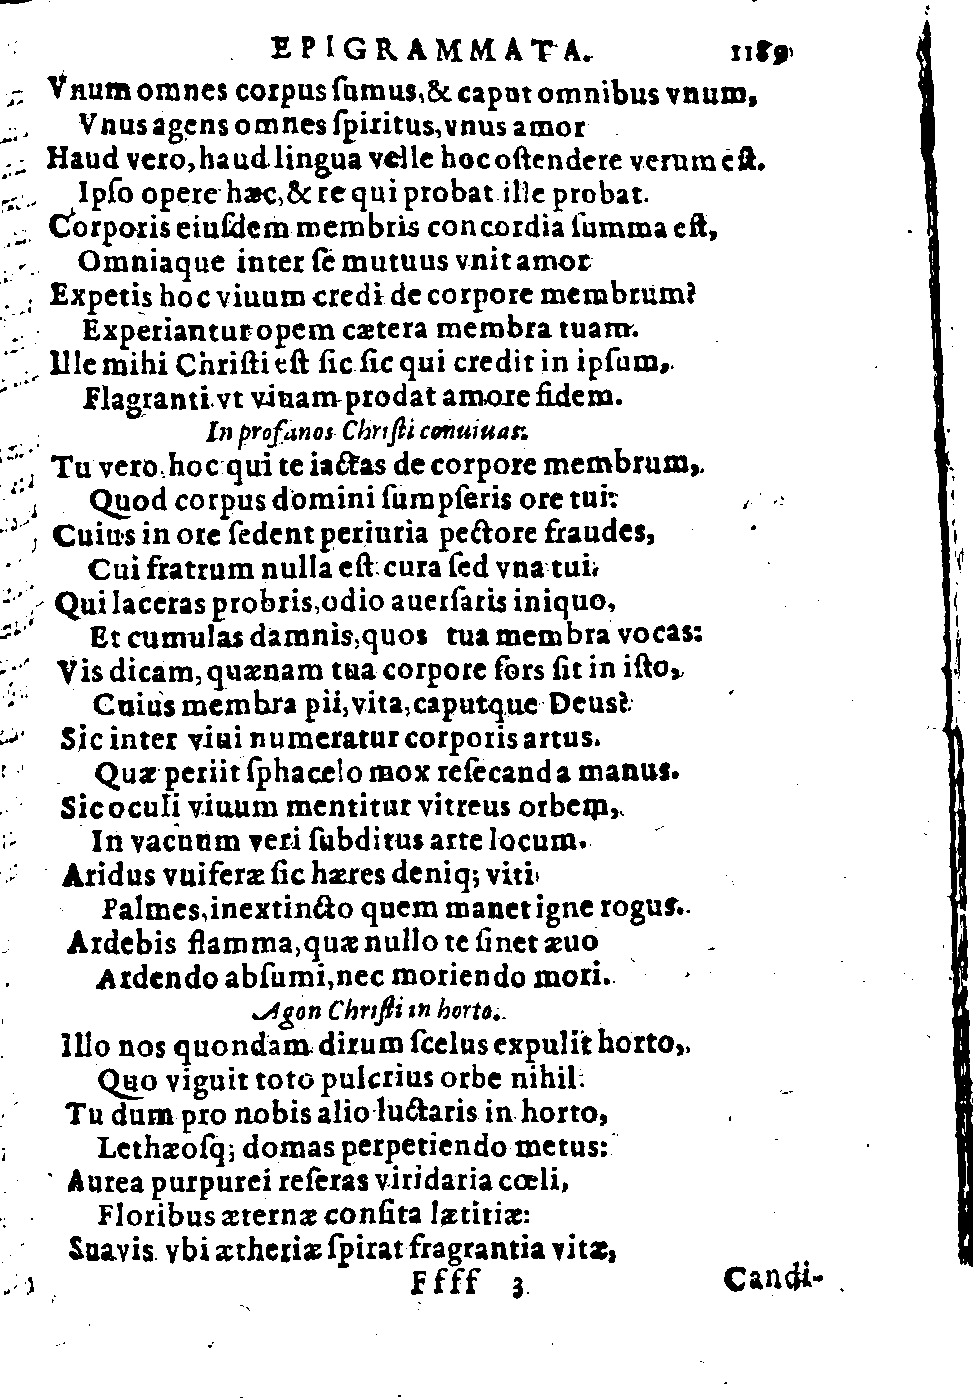 EPIGRAMMATA. 1189
Vnum omnes corpus ſumus, & caput omnibus vnum,
Vnus agens omnes ſpiritus, vnus amor
Haud vero, haud lingua velle hoc oſtendere verum eſt.
Ipſo opere hæc, & re qui probat ille probat.
Corporis eiuſdem membris concordia ſumma eſt,
Omniaque inter ſe mutuus vnit amor
Expetis hoc viuum credi de corpore membrum?
Experiantur opem cætera membra tuam.
Ille mihi Chriſti eſt ſic ſic qui credit in ipſum,
Flagranti vt viuam prodat amore fidem.
In profanos Chriſti conuiuas.
Tu vero hoc qui te iactas de corpore membrum,
Quod corpus domini ſumpſeris ore tui:
Cuius in ore ſedent periuria pectore fraudes,
Cui fratrum nulla eſt cura ſed vna tui,
Qui laceras probris, odio auerſaris iniquo,
Et cumulas damnis, quos tua membra vocas:
Vis dicam, quænam tua corpore fors ſit in iſto,
Cuius membra pii, vita, caputque Deus?
Sic inter viui numeratur corporis artus.
Quæ periit ſphacelo mox reſecanda manus.
Sic oculi viuum mentitur vitreus orbem,
In vacuum veri ſubditus arte locum.
Aridus vuiferæ ſic hæres deniq; viti
Palmes, inextincto quem manet igne rogus.
Ardebis flamma, quæ nullo te ſinet æuo
Ardendo abſumi, nec moriendo mori.
Agon Chriſti in horto.
Illo nos quondam dirum ſcelus expulit horto,
Quo viguit toto pulcrius orbe nihil.
Tu dum pro nobis alio luctaris in horto,
Lethæoſq; domas perpetiendo metus:
Aurea purpurei reſeras viridaria cœli,
Floribus æternæ conſita lætitiæ:
Suavis vbi ætheriæ ſpirat fragrantia vitæ,
Ffff 3 Candi-